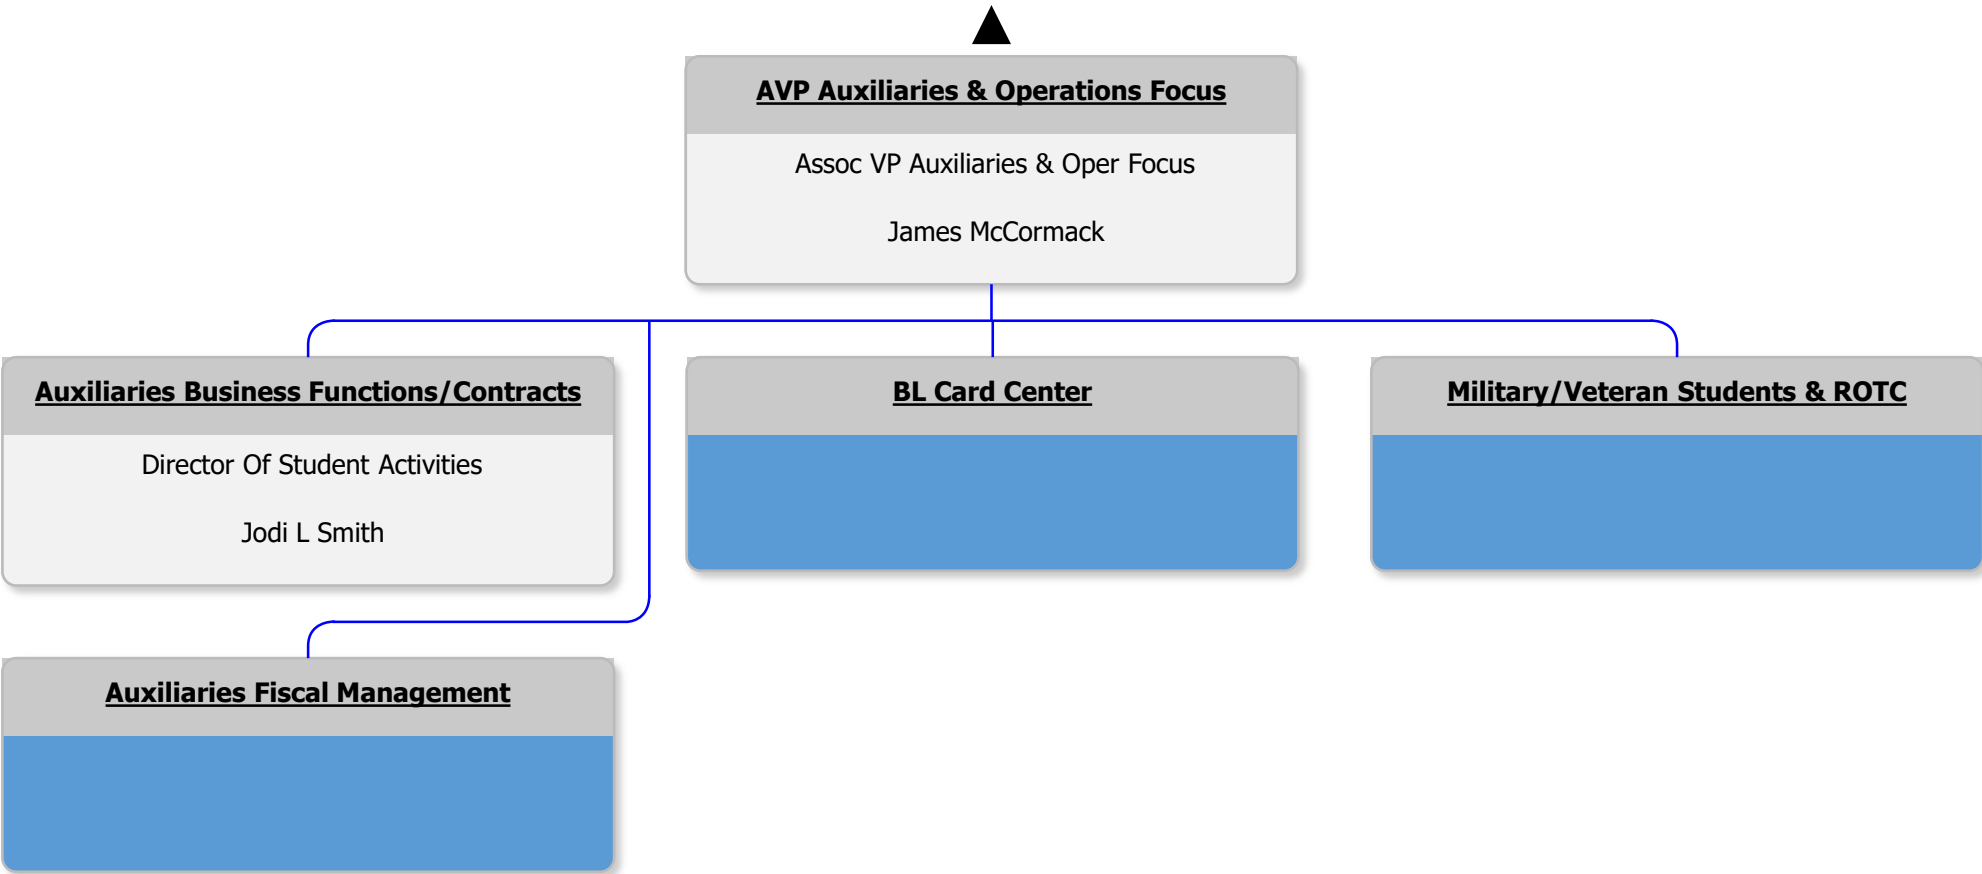 AVP Auxiliaries & Operations Focus
Assoc VP Auxiliaries & Oper Focus
James McCormack
Auxiliaries Business Functions/Contracts
Director Of Student Activities
Jodi L Smith
BL Card Center
Military/Veteran Students & ROTC
Auxiliaries Fiscal Management